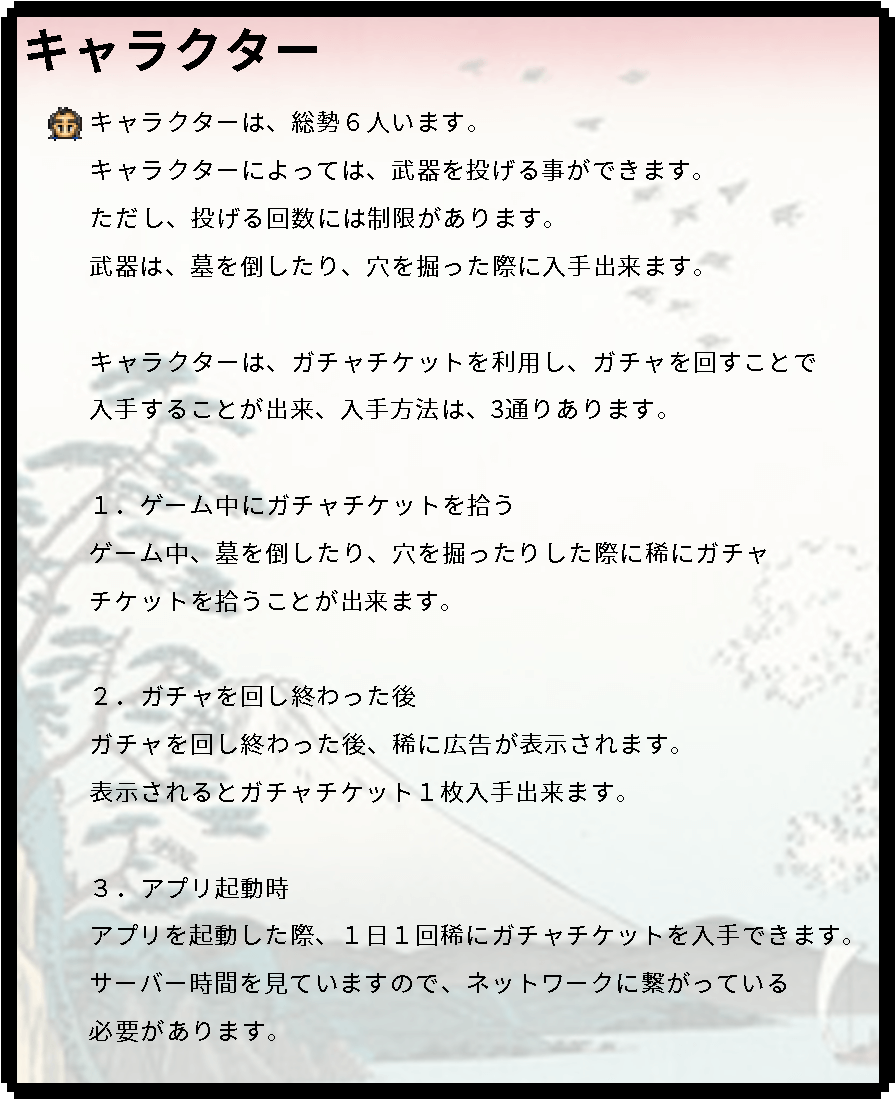 キャラクター
キャラクターは、総勢６人います。
キャラクターによっては、武器を投げる事ができます。
ただし、投げる回数には制限があります。
武器は、墓を倒したり、穴を掘った際に入手出来ます。
キャラクターは、ガチャチケットを利用し、ガチャを回すことで
入手することが出来、入手方法は、3通りあります。
１．ゲーム中にガチャチケットを拾う
ゲーム中、墓を倒したり、穴を掘ったりした際に稀にガチャ
チケットを拾うことが出来ます。
２．ガチャを回し終わった後
ガチャを回し終わった後、稀に広告が表示されます。
表示されるとガチャチケット１枚入手出来ます。
３．アプリ起動時
アプリを起動した際、１日１回稀にガチャチケットを入手できます。
サーバー時間を見ていますので、ネットワークに繋がっている
必要があります。